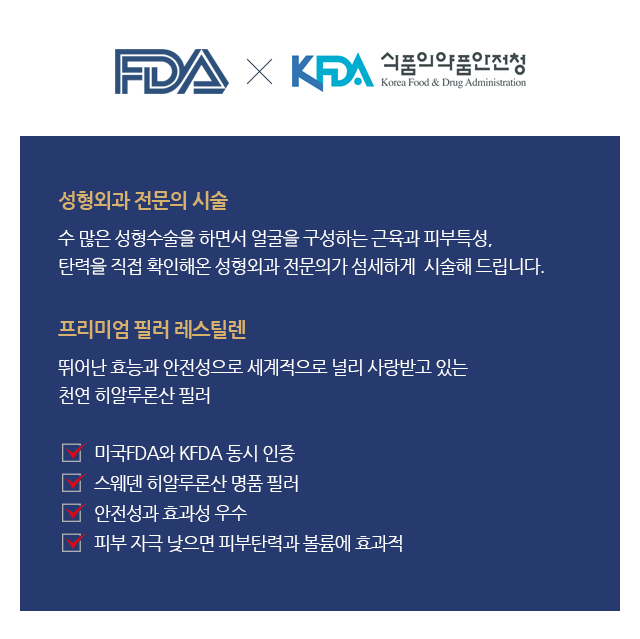 FDA × KFDA 식품의약품안전청
Korea Food & Drug Administration
성형외과 전문의 시술
수 많은 성형수술을 하면서 얼굴을 구성하는 근육과 피부특성,
탄력을 직접 확인해온 성형외과 전문의가 섬세하게 시술해 드립니다.
프리미엄 필러 레스틸렌
뛰어난 효능과 안전성으로 세계적으로 널리 사랑받고 있는
천연 히알루론산 필러
미국FDA와 KFDA 동시 인증
스웨덴 히알루론산 명품 필러
안전성과 효과성 우수
피부 자극 낮으면 피부탄력과 볼륨에 효과적